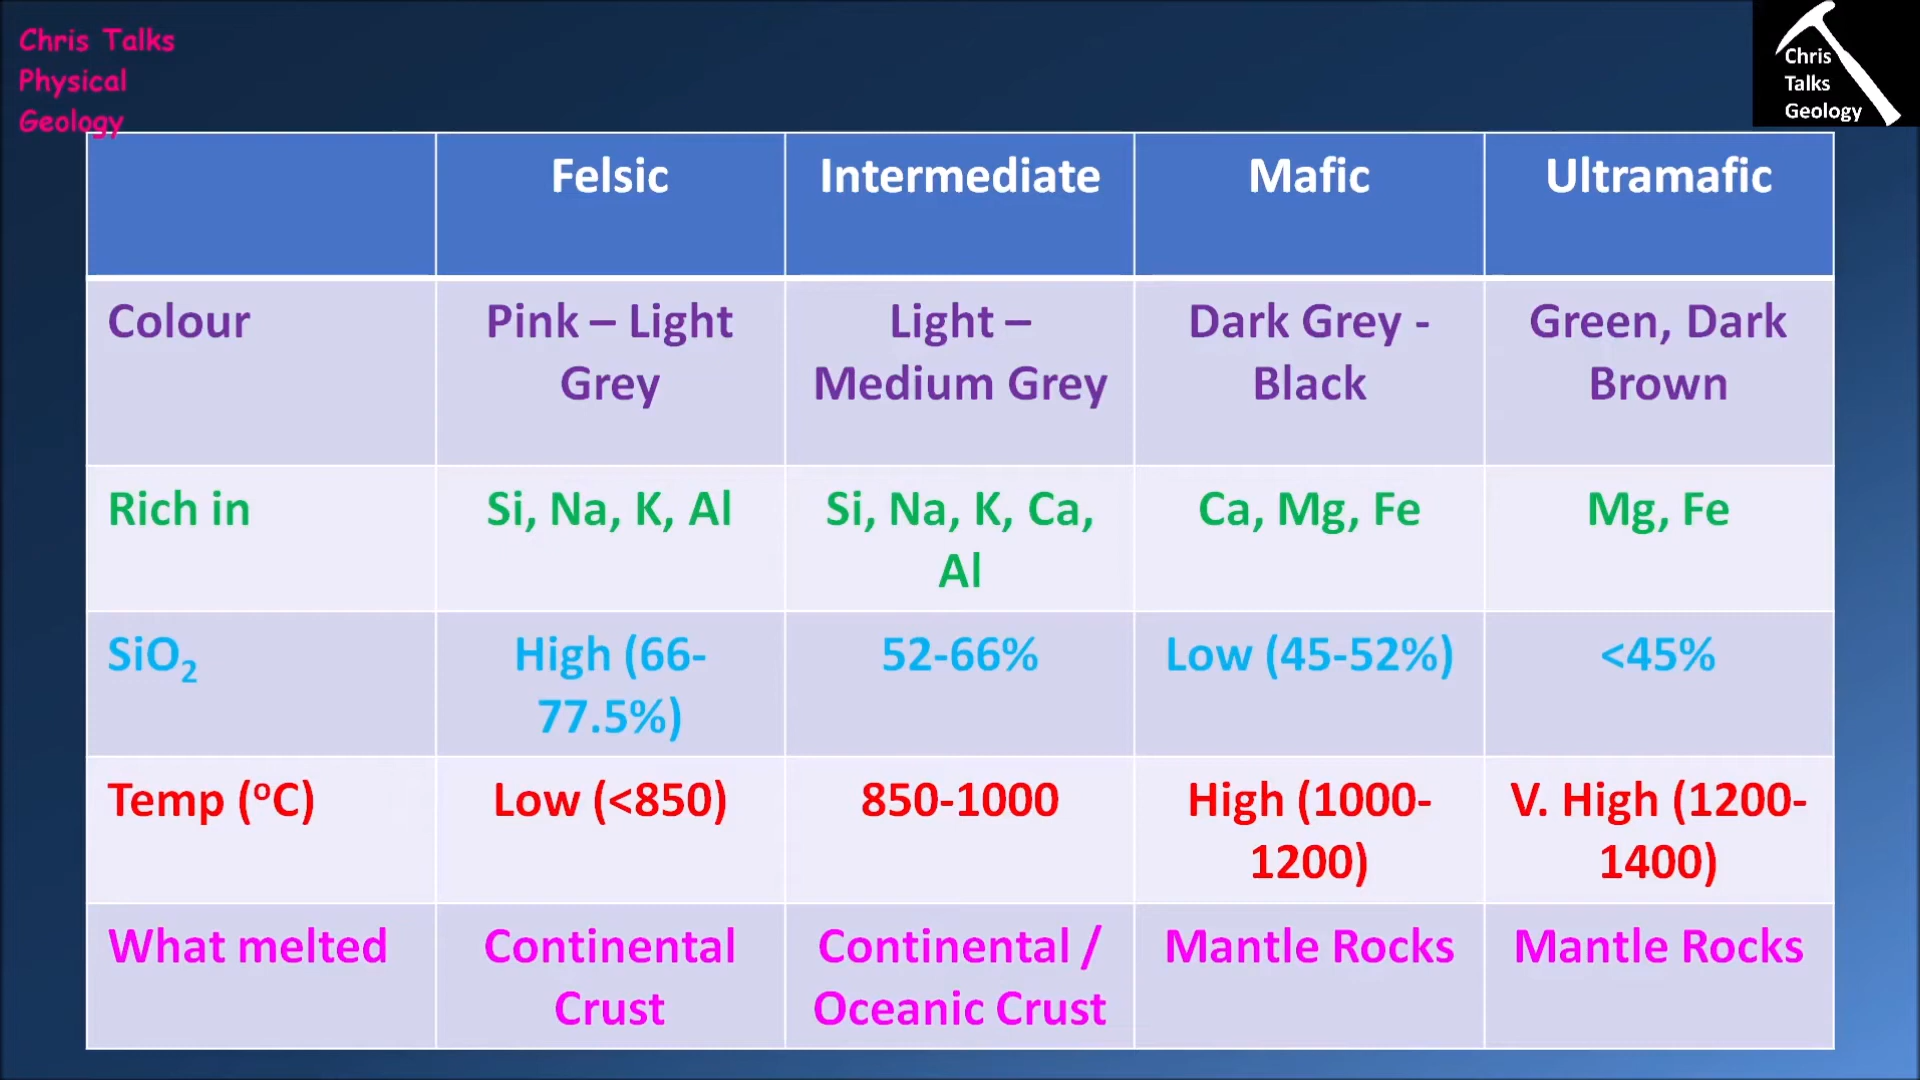 Chris Talks
Physical
Geology
Chris
Talks
Geology
Felsic
Intermediate
Mafic
Ultramafic
Colour
Pink – Light
Grey
Light –
Medium Grey
Dark Grey -
Black
Green, Dark
Brown
Rich in
Si, Na, K, Al
Si, Na, K, Ca,
Al
Ca, Mg, Fe
Mg, Fe
SiO₂
High (66-
77.5%)
52-66%
Low (45-52%)
<45%
Temp (ºC)
Low (<850)
850-1000
High (1000-
1200)
V. High (1200-
1400)
What melted
Continental
Crust
Continental /
Oceanic Crust
Mantle Rocks
Mantle Rocks